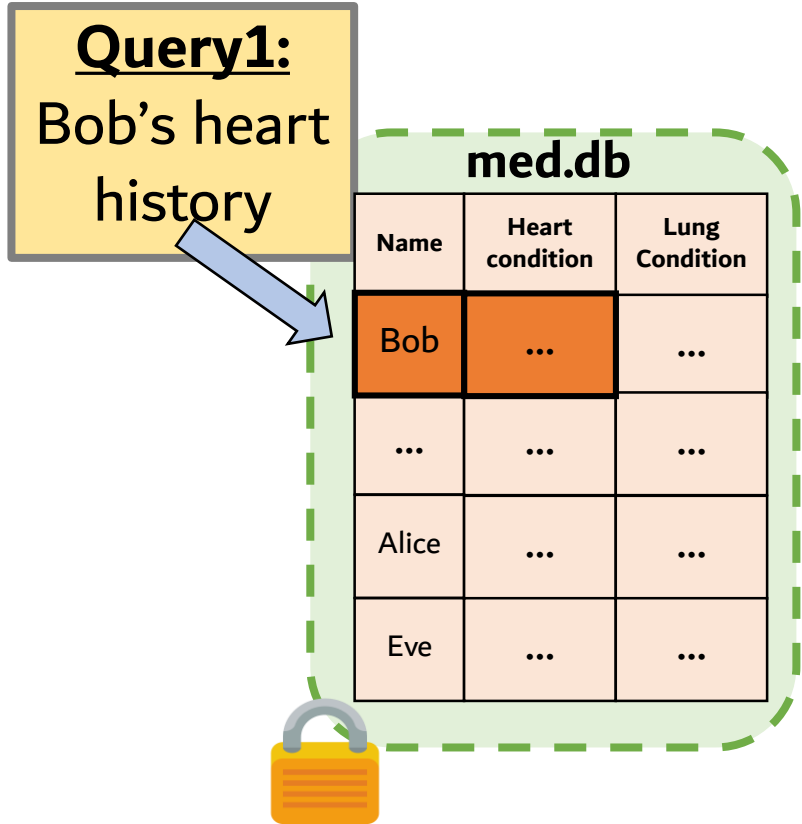 Query1:
Bob’s heart
history
med.db
Name
Heart
condition
Lung
Condition
Bob
...
...
...
...
...
Alice
...
...
Eve
...
...